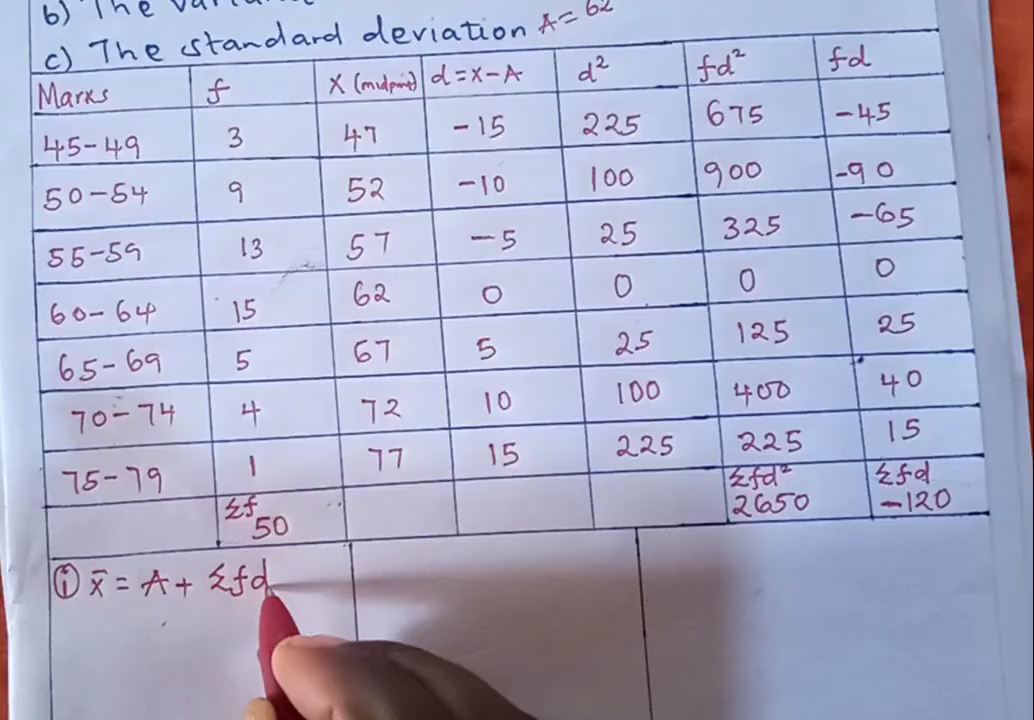 b) The
c) The standard deviation A=62
Marks f X (midpoint) d=x-A d² fd² fd
45-49 3 47 -15 225 675 -45
50-54 9 52 -10 100 900 -90
55-59 13 57 -5 25 325 -65
60-64 15 62 0 0 0 0
65-69 5 67 5 25 125 25
70-74 4 72 10 100 400 40
75-79 1 77 15 225 225 15
Σf 50 Σfd² 2650 Σfd -120
(i) x̄ = A + Σfd